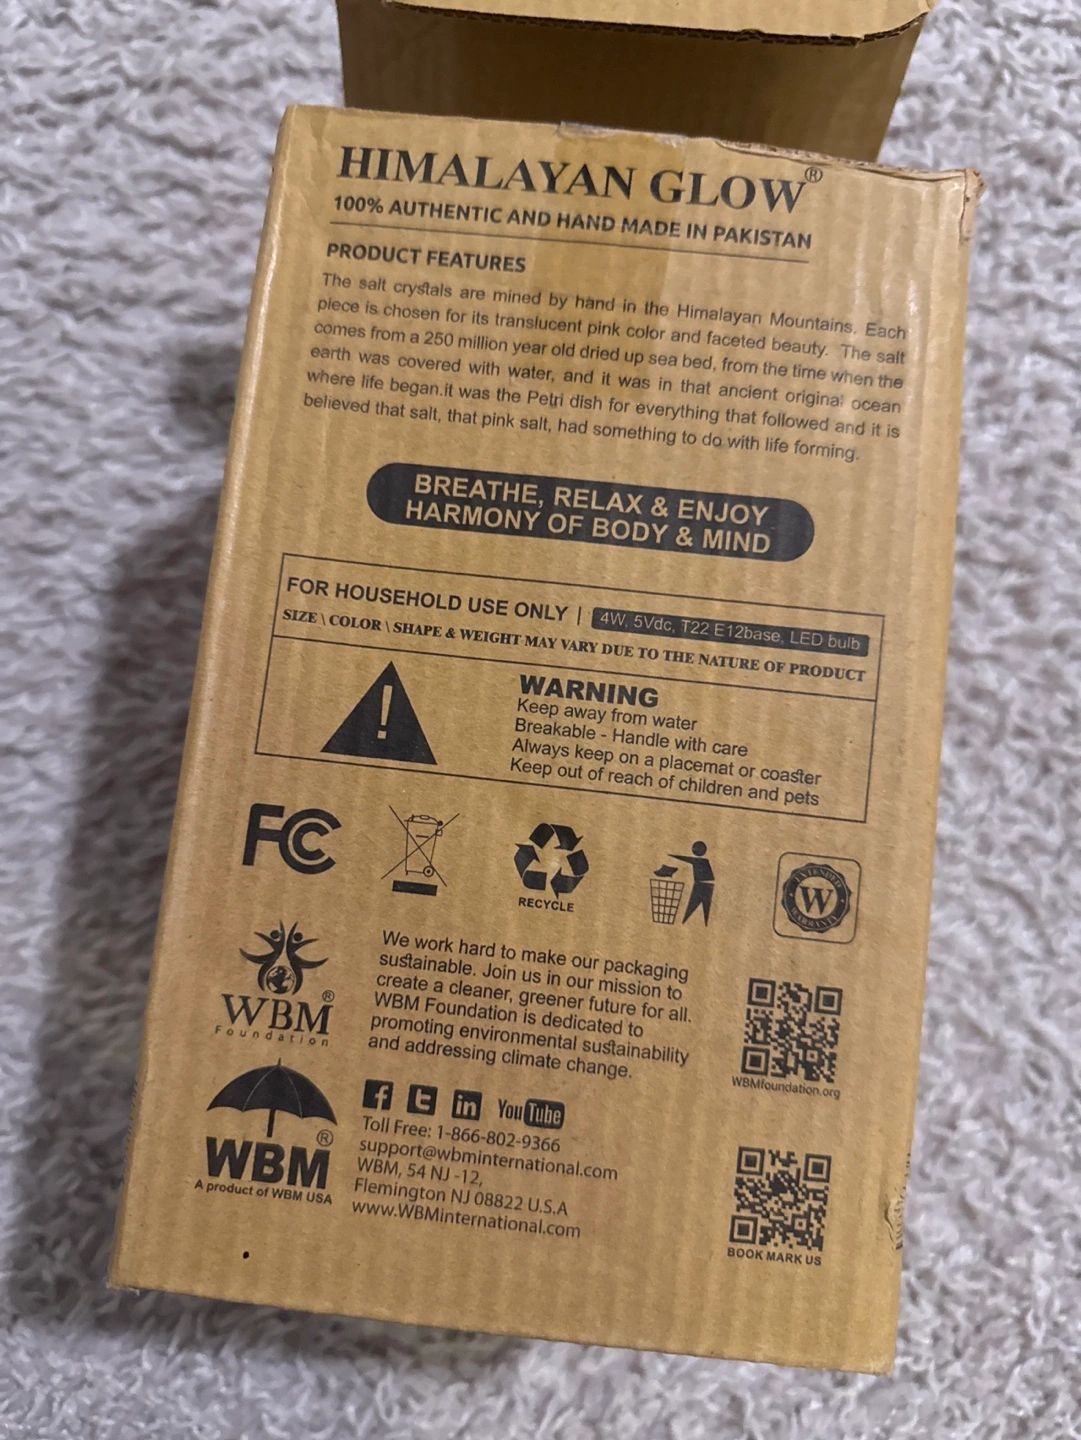 HIMALAYAN GLOW®
100% AUTHENTIC AND HAND MADE IN PAKISTAN
PRODUCT FEATURES
The salt crystals are mined by hand in the Himalayan Mountains. Each
piece is chosen for its translucent pink color and faceted beauty. The salt
comes from a 250 million year old dried up sea bed, from the time when the
earth was covered with water, and it was in that ancient original ocean
where life began.it was the Petri dish for everything that followed and it is
believed that salt, that pink salt, had something to do with life forming.
BREATHE, RELAX & ENJOY
HARMONY OF BODY & MIND
FOR HOUSEHOLD USE ONLY | 4W, 5Vdc, T22 E12base, LED bulb
SIZE \ COLOR \ SHAPE & WEIGHT MAY VARY DUE TO THE NATURE OF PRODUCT
!
WARNING
Keep away from water
Breakable - Handle with care
Always keep on a placemat or coaster
Keep out of reach of children and pets
FC
RECYCLE
EXTENDED
W
WARRANTY
WBM®
Foundation
We work hard to make our packaging
sustainable. Join us in our mission to
create a cleaner, greener future for all.
WBM Foundation is dedicated to
promoting environmental sustainability
and addressing climate change.
WBMfoundation.org
WBM®
A product of WBM USA
f t in YouTube
Toll Free: 1-866-802-9366
support@wbminternational.com
WBM, 54 NJ -12,
Flemington NJ 08822 U.S.A
www.WBMinternational.com
BOOK MARK US